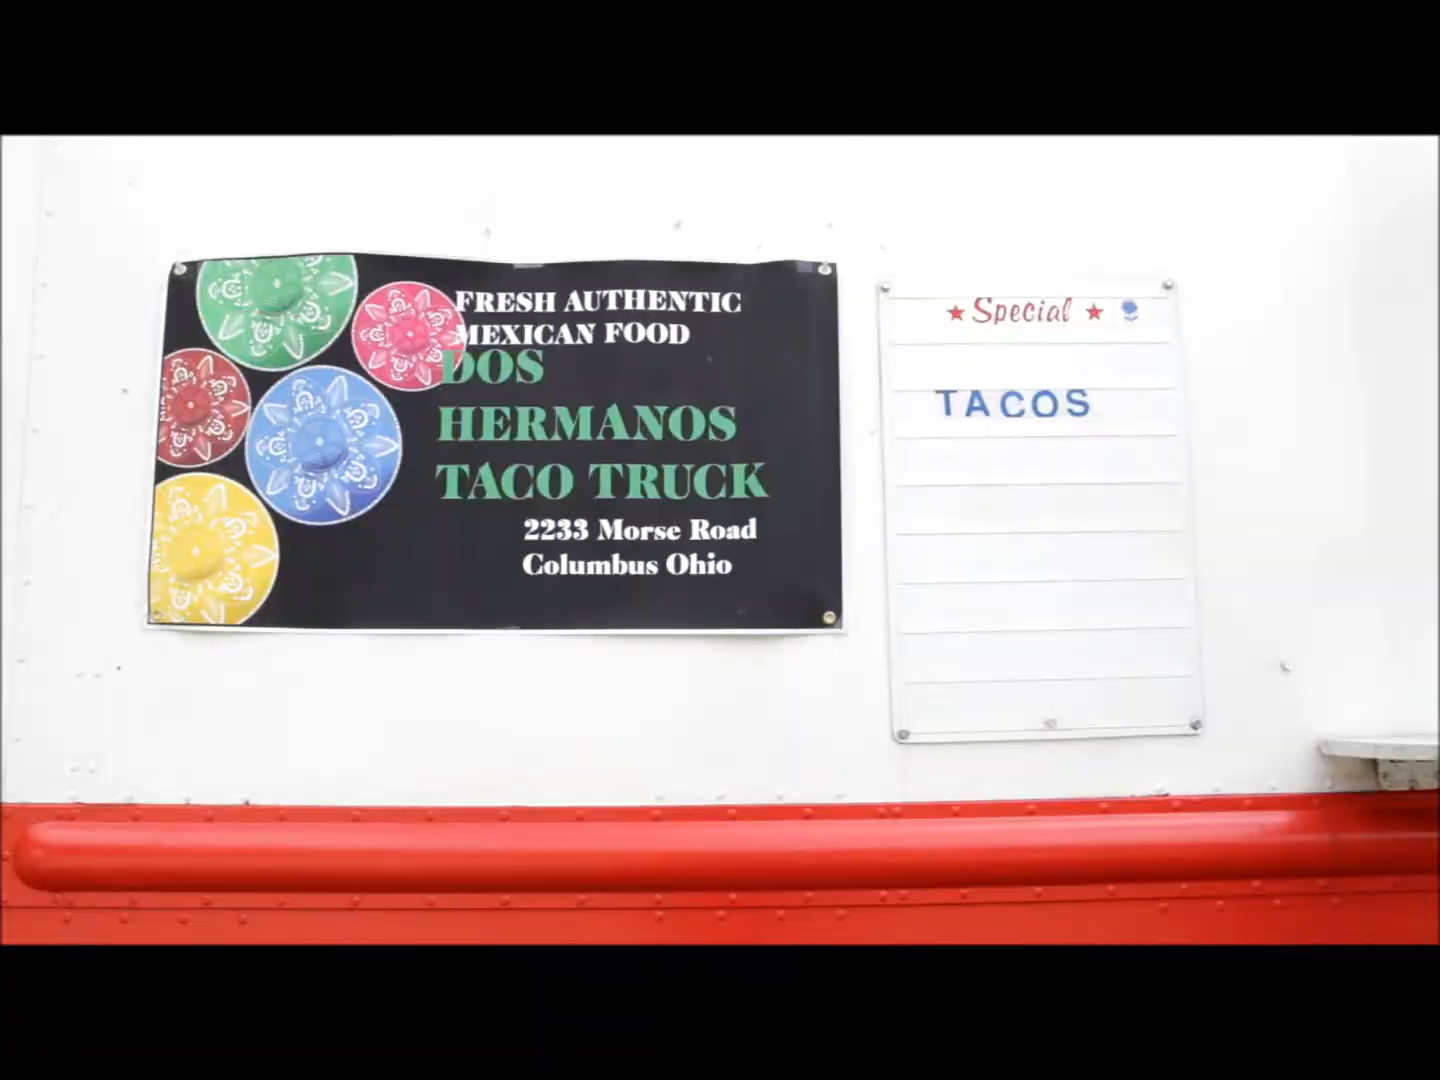 FRESH AUTHENTIC
MEXICAN FOOD
DOS
HERMANOS
TACO TRUCK
2233 Morse Road
Columbus Ohio
Special
TACOS